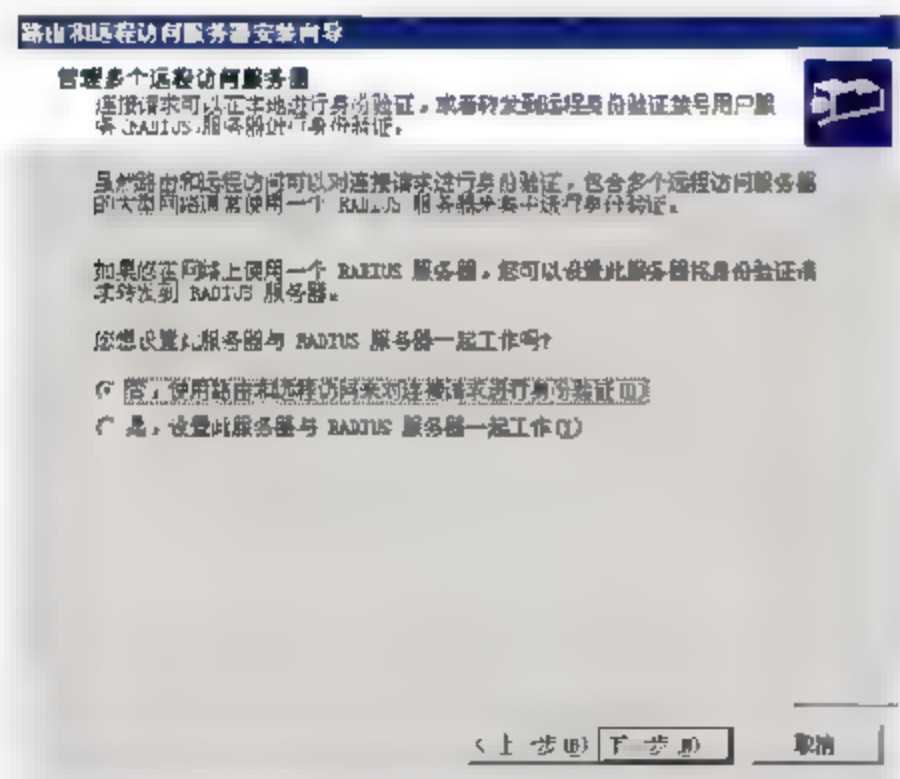 路由和远程访问服务器安装向导
管理多个远程访问服务器
连接请求可以在本地进行身份验证，或者转发到远程身份验证拨号用户服
务(RADIUS)服务器进行身份验证。
虽然路由和远程访问可以对连接请求进行身份验证，包含多个远程访问服务器
的大型网络通常使用一个 RADIUS 服务器来集中进行身份验证。
如果您在网络上使用一个 RADIUS 服务器，您可以设置此服务器将身份验证请
求转发到 RADIUS 服务器。
您想设置此服务器与 RADIUS 服务器一起工作吗?
否，使用路由和远程访问来对连接请求进行身份验证(O)
是，设置此服务器与 RADIUS 服务器一起工作(Y)
< 上一步(B) 下一步(N) 取消